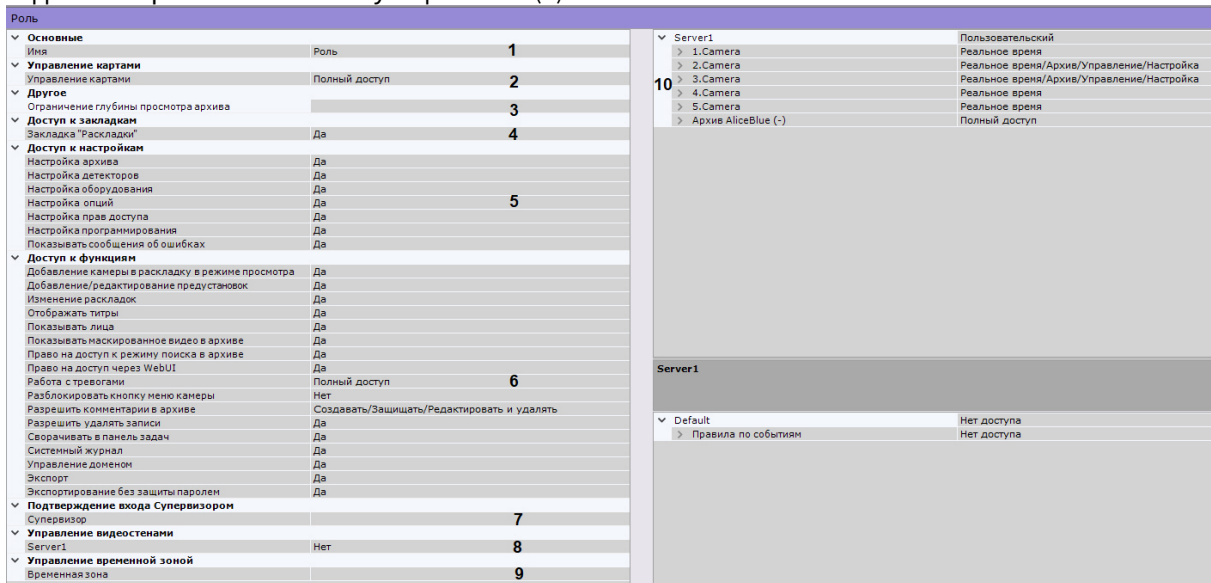 Роль
Основные
Имя Роль 1
Управление картами
Управление картами Полный доступ 2
Другое
Ограничение глубины просмотра архива 3
Доступ к закладкам
Закладка "Раскладки" Да 4
Доступ к настройкам
Настройка архива Да
Настройка детекторов Да
Настройка оборудования Да
Настройка опций Да 5
Настройка прав доступа Да
Настройка программирования Да
Показывать сообщения об ошибках Да
Доступ к функциям
Добавление камеры в раскладку в режиме просмотра Да
Добавление/редактирование предустановок Да
Изменение раскладок Да
Отображать титры Да
Показывать лица Да
Показывать маскированное видео в архиве Да
Право на доступ к режиму поиска в архиве Да
Право на доступ через WebUI Да
Работа с тревогами Полный доступ 6
Разблокировать кнопку меню камеры Нет
Разрешить комментарии в архиве Создавать/Защищать/Редактировать и удалять
Разрешить удалять записи Да
Сворачивать в панель задач Да
Системный журнал Да
Управление доменом Да
Экспорт Да
Экспортирование без защиты паролем Да
Подтверждение входа Супервизором
Супервизор 7
Управление видеостенами
Server1 Нет 8
Управление временной зоной
Временная зона 9
Server1 Пользовательский
1.Camera Реальное время
2.Camera Реальное время/Архив/Управление/Настройка
10 3.Camera Реальное время/Архив/Управление/Настройка
4.Camera Реальное время
5.Camera Реальное время
Архив AliceBlue (-) Полный доступ
Server1
Default Нет доступа
Правила по событиям Нет доступа